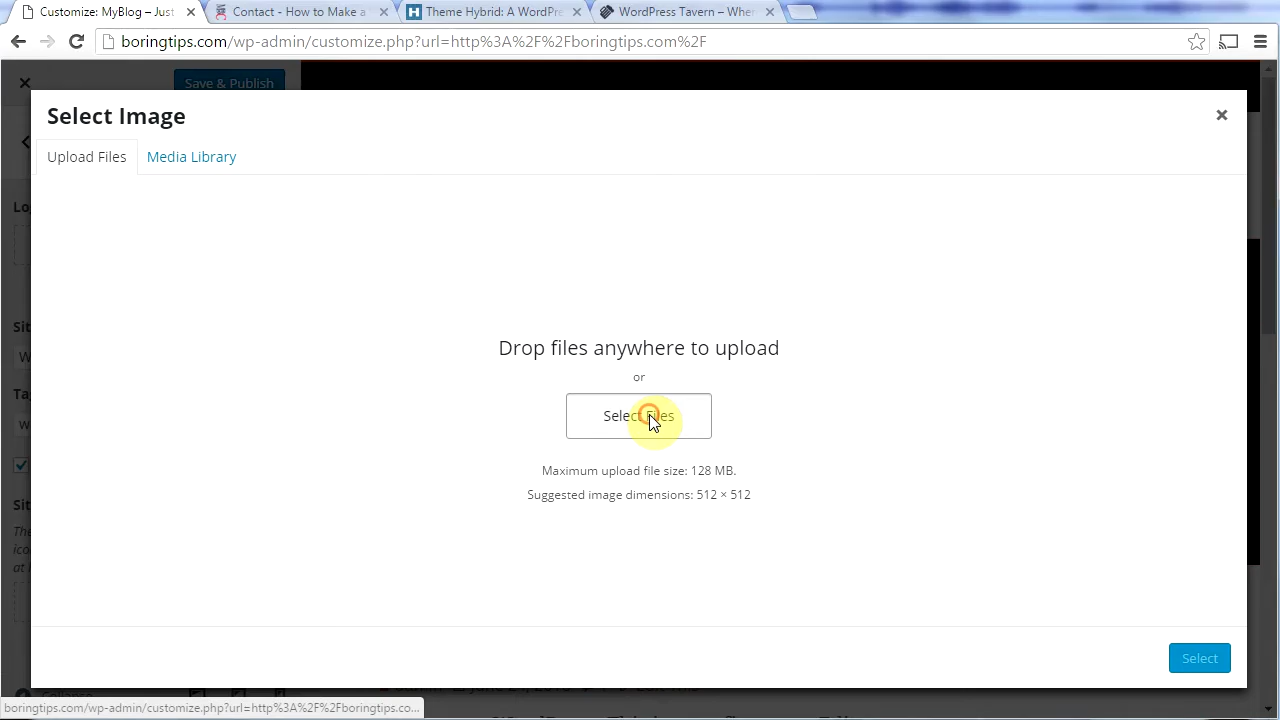 Customize: MyBlog – Just
Contact - How to Make a
Theme Hybrid: A WordPre
WordPress Tavern – Wher
boringtips.com/wp-admin/customize.php?url=http%3A%2F%2Fboringtips.com%2F
Save & Publish
Select Image
Upload Files
Media Library
Drop files anywhere to upload
or
Select Files
Maximum upload file size: 128 MB.
Suggested image dimensions: 512 × 512
Select
Collapse
boringtips.com/wp-admin/customize.php?url=http%3A%2F%2Fboringtips.co...